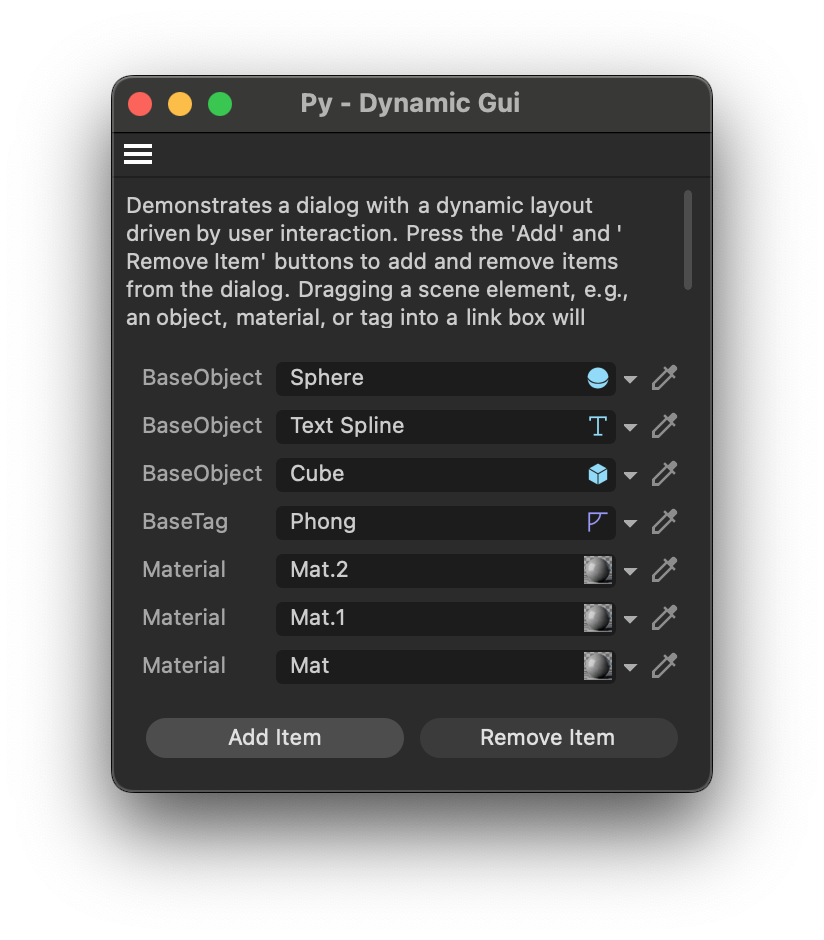 Py - Dynamic Gui
Demonstrates a dialog with a dynamic layout
driven by user interaction. Press the 'Add' and '
Remove Item' buttons to add and remove items
from the dialog. Dragging a scene element, e.g.,
an object, material, or tag into a link box will
BaseObject Sphere
BaseObject Text Spline
BaseObject Cube
BaseTag Phong
Material Mat.2
Material Mat.1
Material Mat
Add Item Remove Item